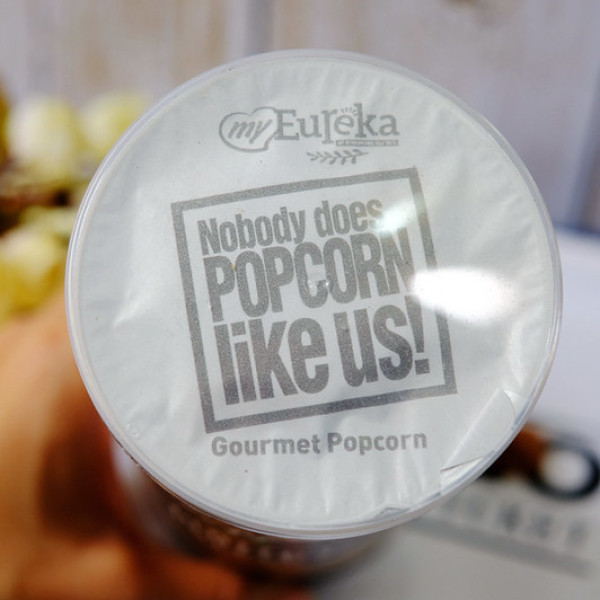 my Eureka
Nobody does
POPCORN
like us!
Gourmet Popcorn